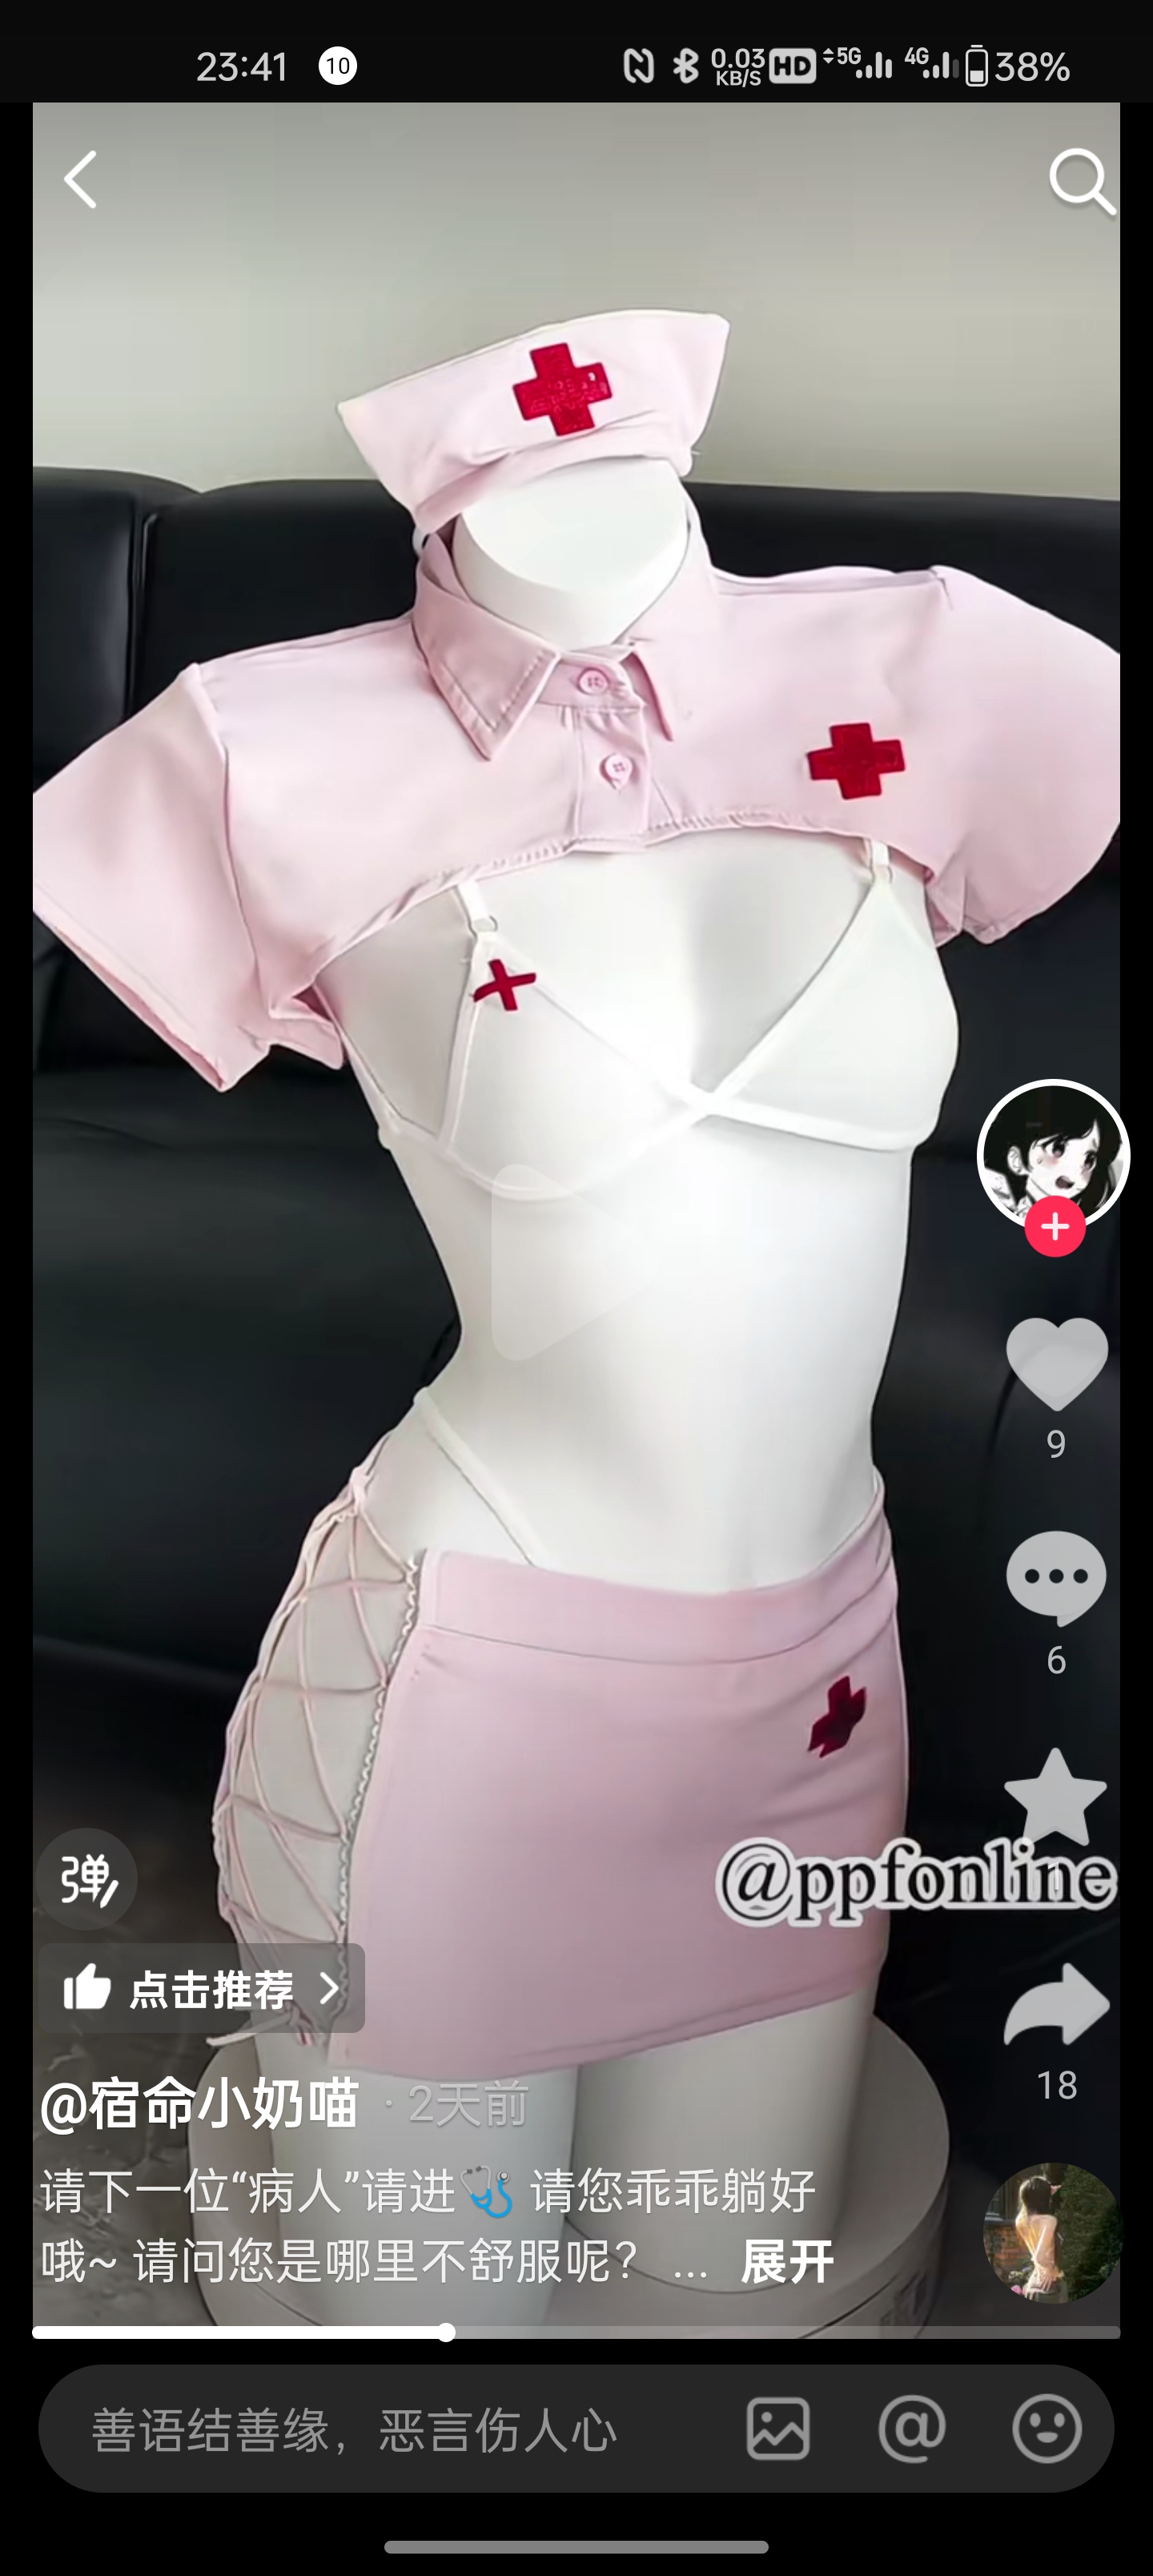 23:41 10 0.03 KB/S HD 5G 4G 38%
9
6
@ppfonline
弹
点击推荐
18
@宿命小奶喵 · 2天前
请下一位“病人”请进🩺 请您乖乖躺好
哦~ 请问您是哪里不舒服呢? ... 展开
善语结善缘，恶言伤人心